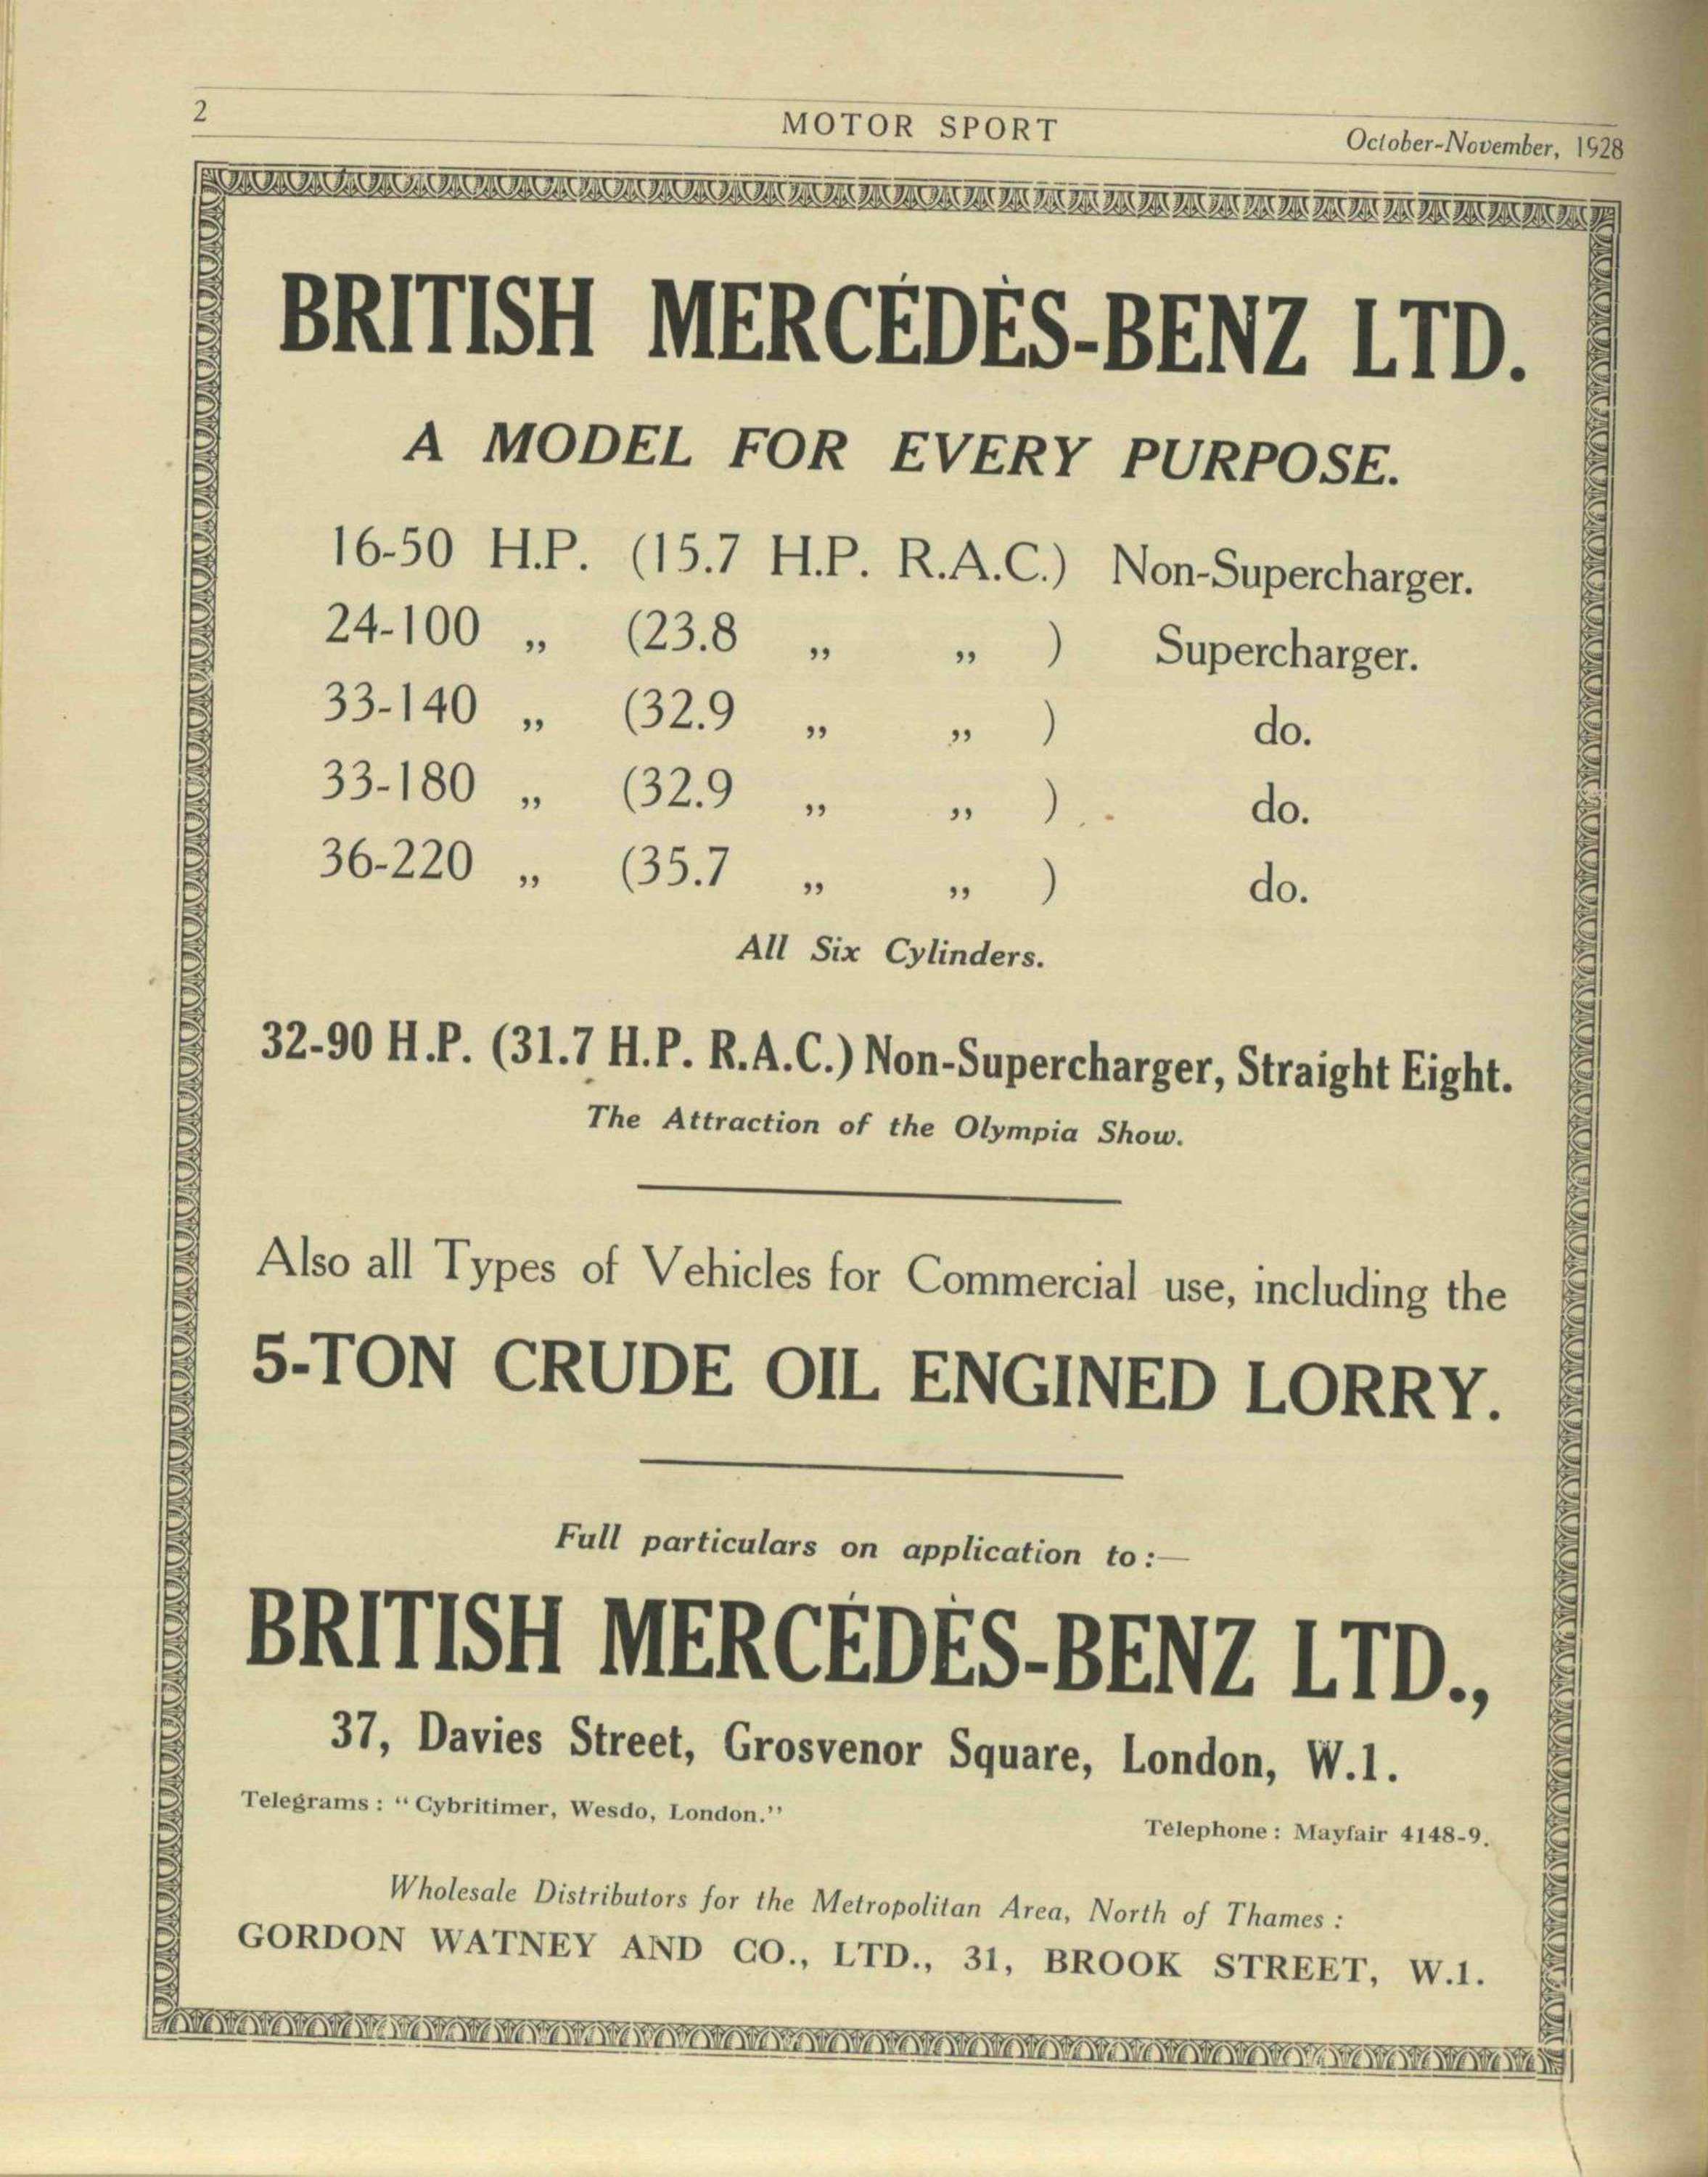 2
MOTOR SPORT
October-November, 1928
BRITISH MERCÉDÈS-BENZ LTD.
A MODEL FOR EVERY PURPOSE.
16-50 H.P. (15.7 H.P. R.A.C.) Non-Supercharger.
24-100 ,, (23.8 ,, ,, ) Supercharger.
33-140 ,, (32.9 ,, ,, ) do.
33-180 ,, (32.9 ,, ,, ) do.
36-220 ,, (35.7 ,, ,, ) do.
All Six Cylinders.
32-90 H.P. (31.7 H.P. R.A.C.) Non-Supercharger, Straight Eight.
The Attraction of the Olympia Show.
Also all Types of Vehicles for Commercial use, including the
5-TON CRUDE OIL ENGINED LORRY.
Full particulars on application to :—
BRITISH MERCÉDÈS-BENZ LTD.,
37, Davies Street, Grosvenor Square, London, W.1.
Telegrams : "Cybritimer, Wesdo, London."
Telephone : Mayfair 4148-9.
Wholesale Distributors for the Metropolitan Area, North of Thames :
GORDON WATNEY AND CO., LTD., 31, BROOK STREET, W.1.